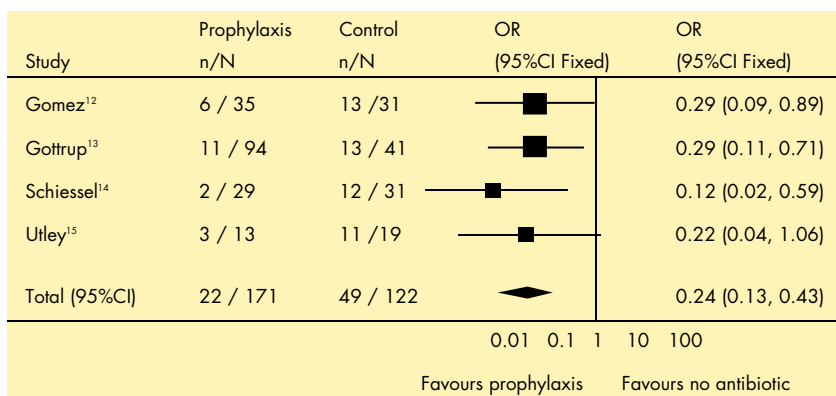 Prophylaxis Control OR OR
Study n/N n/N (95%CI Fixed) (95%CI Fixed)
Gomez¹² 6 / 35 13 /31 0.29 (0.09, 0.89)
Gottrup¹³ 11 / 94 13 / 41 0.29 (0.11, 0.71)
Schiessel¹⁴ 2 / 29 12 / 31 0.12 (0.02, 0.59)
Utley¹⁵ 3 / 13 11 /19 0.22 (0.04, 1.06)
Total (95%CI) 22 / 171 49 / 122 0.24 (0.13, 0.43)
0.01 0.1 1 10 100
Favours prophylaxis Favours no antibiotic